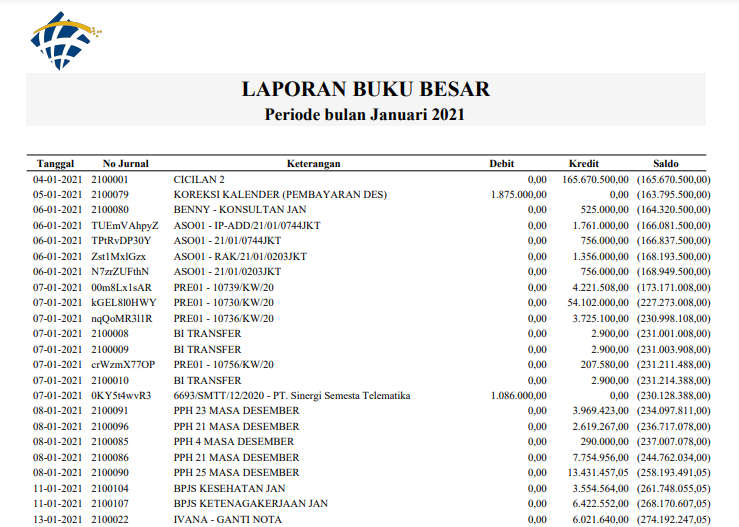 LAPORAN BUKU BESAR
Periode bulan Januari 2021
Tanggal No Jurnal Keterangan Debit Kredit Saldo
04-01-2021 2100001 CICILAN 2 0,00 165.670.500,00 (165.670.500,00)
05-01-2021 2100079 KOREKSI KALENDER (PEMBAYARAN DES) 1.875.000,00 0,00 (163.795.500,00)
06-01-2021 2100080 BENNY - KONSULTAN JAN 0,00 525.000,00 (164.320.500,00)
06-01-2021 TUEmVAhpyZ ASO01 - IP-ADD/21/01/0744JKT 0,00 1.761.000,00 (166.081.500,00)
06-01-2021 TPtRvDP30Y ASO01 - 21/01/0744JKT 0,00 756.000,00 (166.837.500,00)
06-01-2021 Zst1MxlGzx ASO01 - RAK/21/01/0203JKT 0,00 1.356.000,00 (168.193.500,00)
06-01-2021 N7zrZUFthN ASO01 - 21/01/0203JKT 0,00 756.000,00 (168.949.500,00)
07-01-2021 00m8Lx1sAR PRE01 - 10739/KW/20 0,00 4.221.508,00 (173.171.008,00)
07-01-2021 kGEL8l0HWY PRE01 - 10730/KW/20 0,00 54.102.000,00 (227.273.008,00)
07-01-2021 nqQoMR3l1R PRE01 - 10736/KW/20 0,00 3.725.100,00 (230.998.108,00)
07-01-2021 2100008 BI TRANSFER 0,00 2.900,00 (231.001.008,00)
07-01-2021 2100009 BI TRANSFER 0,00 2.900,00 (231.003.908,00)
07-01-2021 crWzmX77OP PRE01 - 10756/KW/20 0,00 207.580,00 (231.211.488,00)
07-01-2021 2100010 BI TRANSFER 0,00 2.900,00 (231.214.388,00)
07-01-2021 0KY5t4wvR3 6693/SMTT/12/2020 - PT. Sinergi Semesta Telematika 1.086.000,00 0,00 (230.128.388,00)
08-01-2021 2100091 PPH 23 MASA DESEMBER 0,00 3.969.423,00 (234.097.811,00)
08-01-2021 2100096 PPH 21 MASA DESEMBER 0,00 2.619.267,00 (236.717.078,00)
08-01-2021 2100085 PPH 4 MASA DESEMBER 0,00 290.000,00 (237.007.078,00)
08-01-2021 2100086 PPH 21 MASA DESEMBER 0,00 7.754.956,00 (244.762.034,00)
08-01-2021 2100090 PPH 25 MASA DESEMBER 0,00 13.431.457,05 (258.193.491,05)
11-01-2021 2100104 BPJS KESEHATAN JAN 0,00 3.554.564,00 (261.748.055,05)
11-01-2021 2100107 BPJS KETENAGAKERJAAN JAN 0,00 6.422.552,00 (268.170.607,05)
13-01-2021 2100022 IVANA - GANTI NOTA 0,00 6.021.640,00 (274.192.247,05)